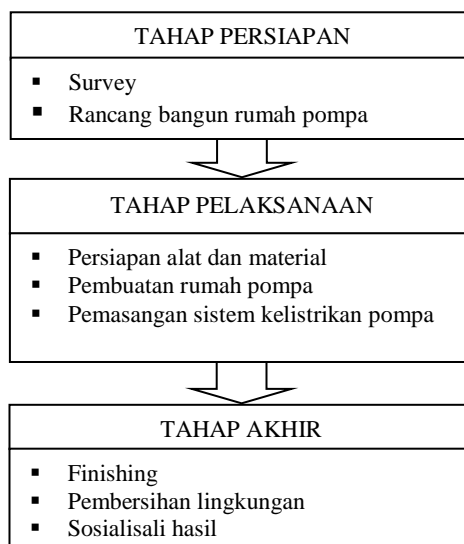 TAHAP PERSIAPAN
▪ Survey
▪ Rancang bangun rumah pompa
TAHAP PELAKSANAAN
▪ Persiapan alat dan material
▪ Pembuatan rumah pompa
▪ Pemasangan sistem kelistrikan pompa
TAHAP AKHIR
▪ Finishing
▪ Pembersihan lingkungan
▪ Sosialisali hasil